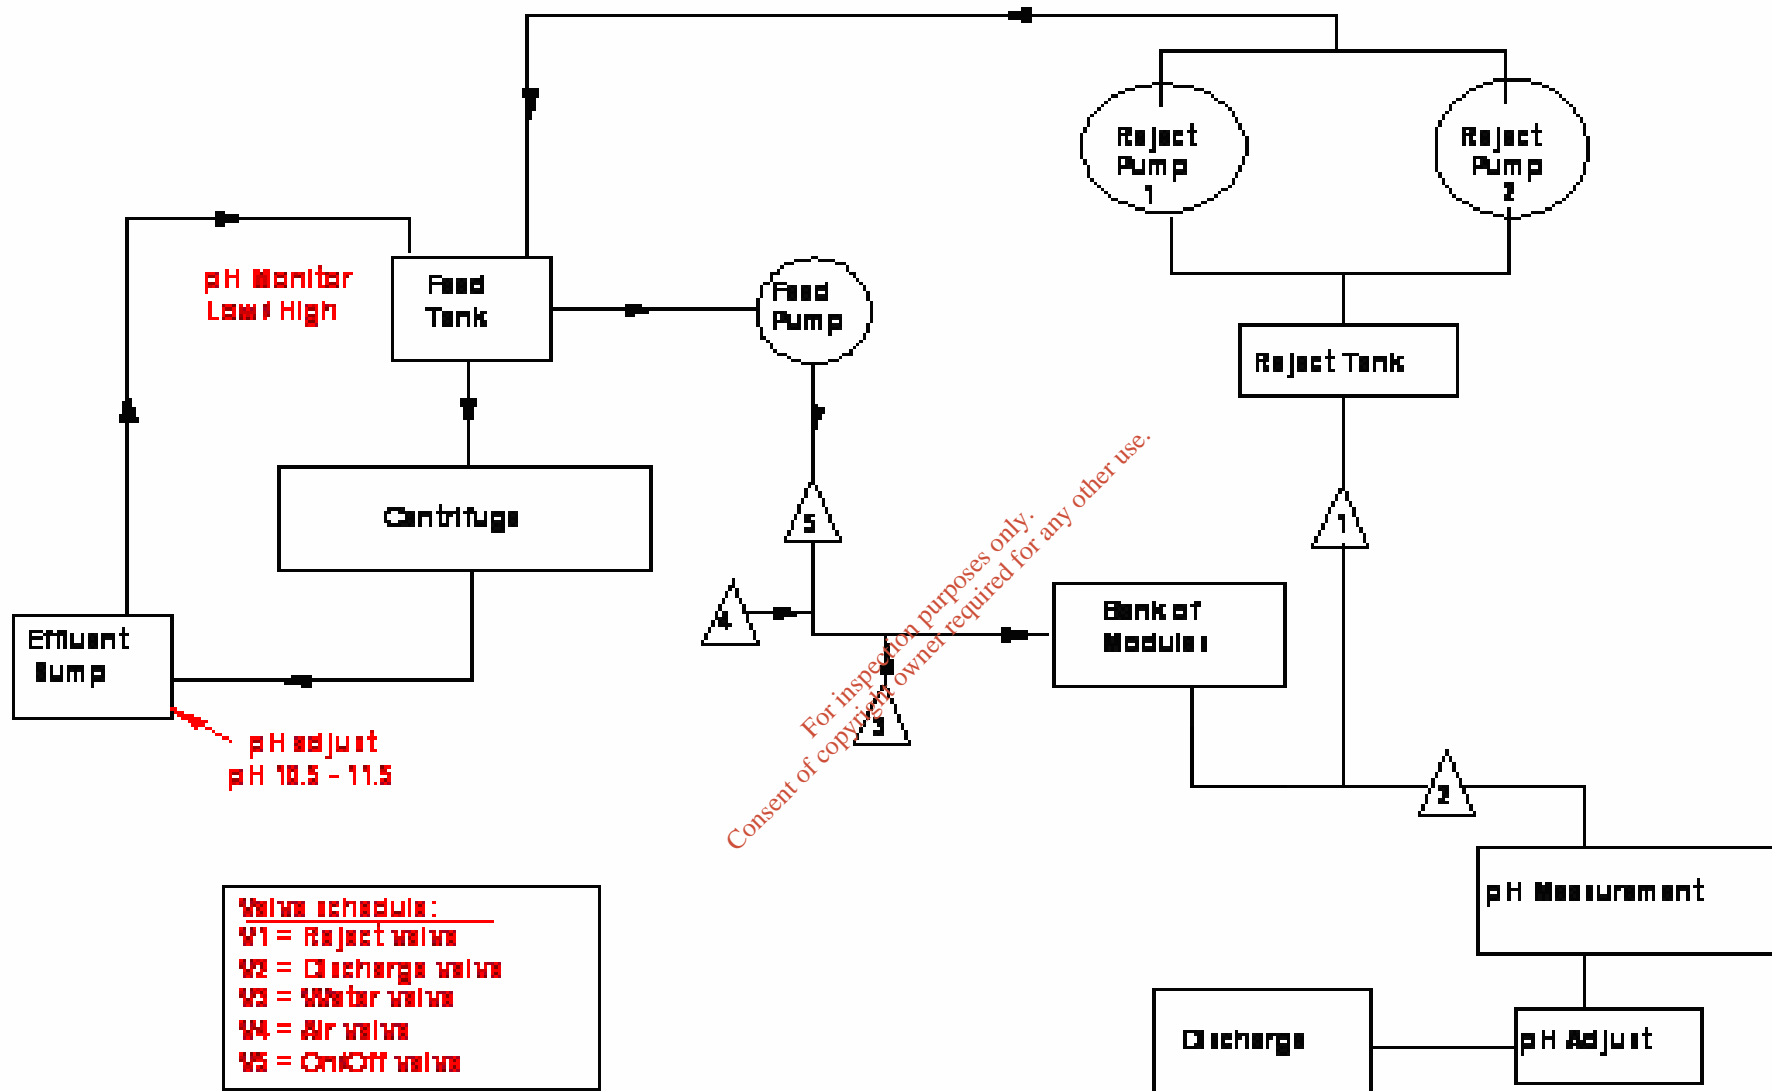 Reject
Pump
1
Reject
Pump
2
pH Monitor
Low/ High
Feed
Tank
Feed
Pump
Reject Tank
Centrifuge
5
1
4
Bank of
Modules
Effluent
Sump
3
pH adjust
pH 10.5 - 11.5
2
For inspection purposes only.
Consent of copyright owner required for any other use.
pH Measurement
Valve schedule:
V1 = Reject valve
V2 = Discharge valve
V3 = Water valve
V4 = Air valve
V5 = On/Off valve
Discharge
pH Adjust